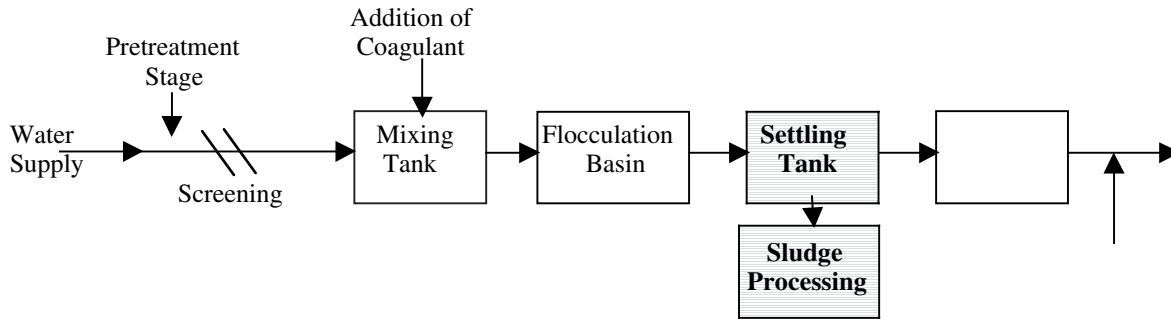 Addition of
Coagulant
Pretreatment
Stage
Water
Supply
Screening
Mixing
Tank
Flocculation
Basin
Settling
Tank
Sludge
Processing